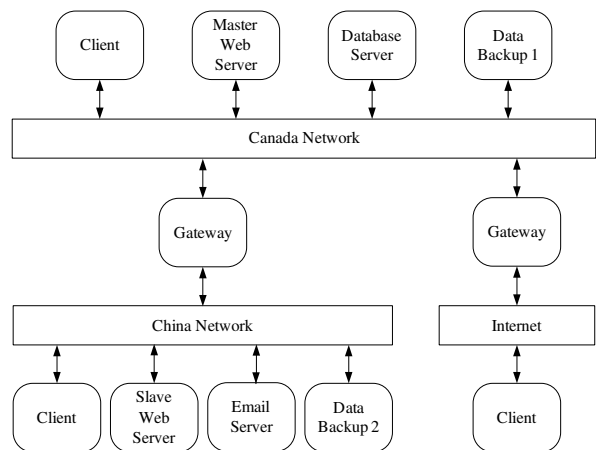 Client
Master
Web
Server
Database
Server
Data
Backup 1
Canada Network
Gateway
Gateway
China Network
Internet
Client
Slave
Web
Server
Email
Server
Data
Backup 2
Client